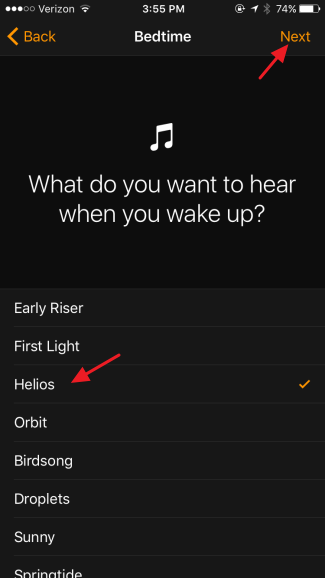 Verizon 3:55 PM 74%
Back Bedtime Next
What do you want to hear
when you wake up?
Early Riser
First Light
Helios
Orbit
Birdsong
Droplets
Sunny
Springtide